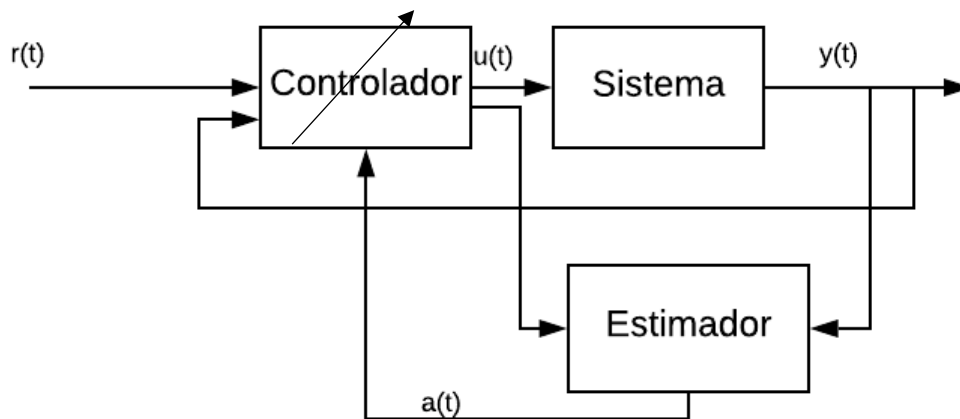 r(t)
Controlador
u(t)
Sistema
y(t)
Estimador
a(t)